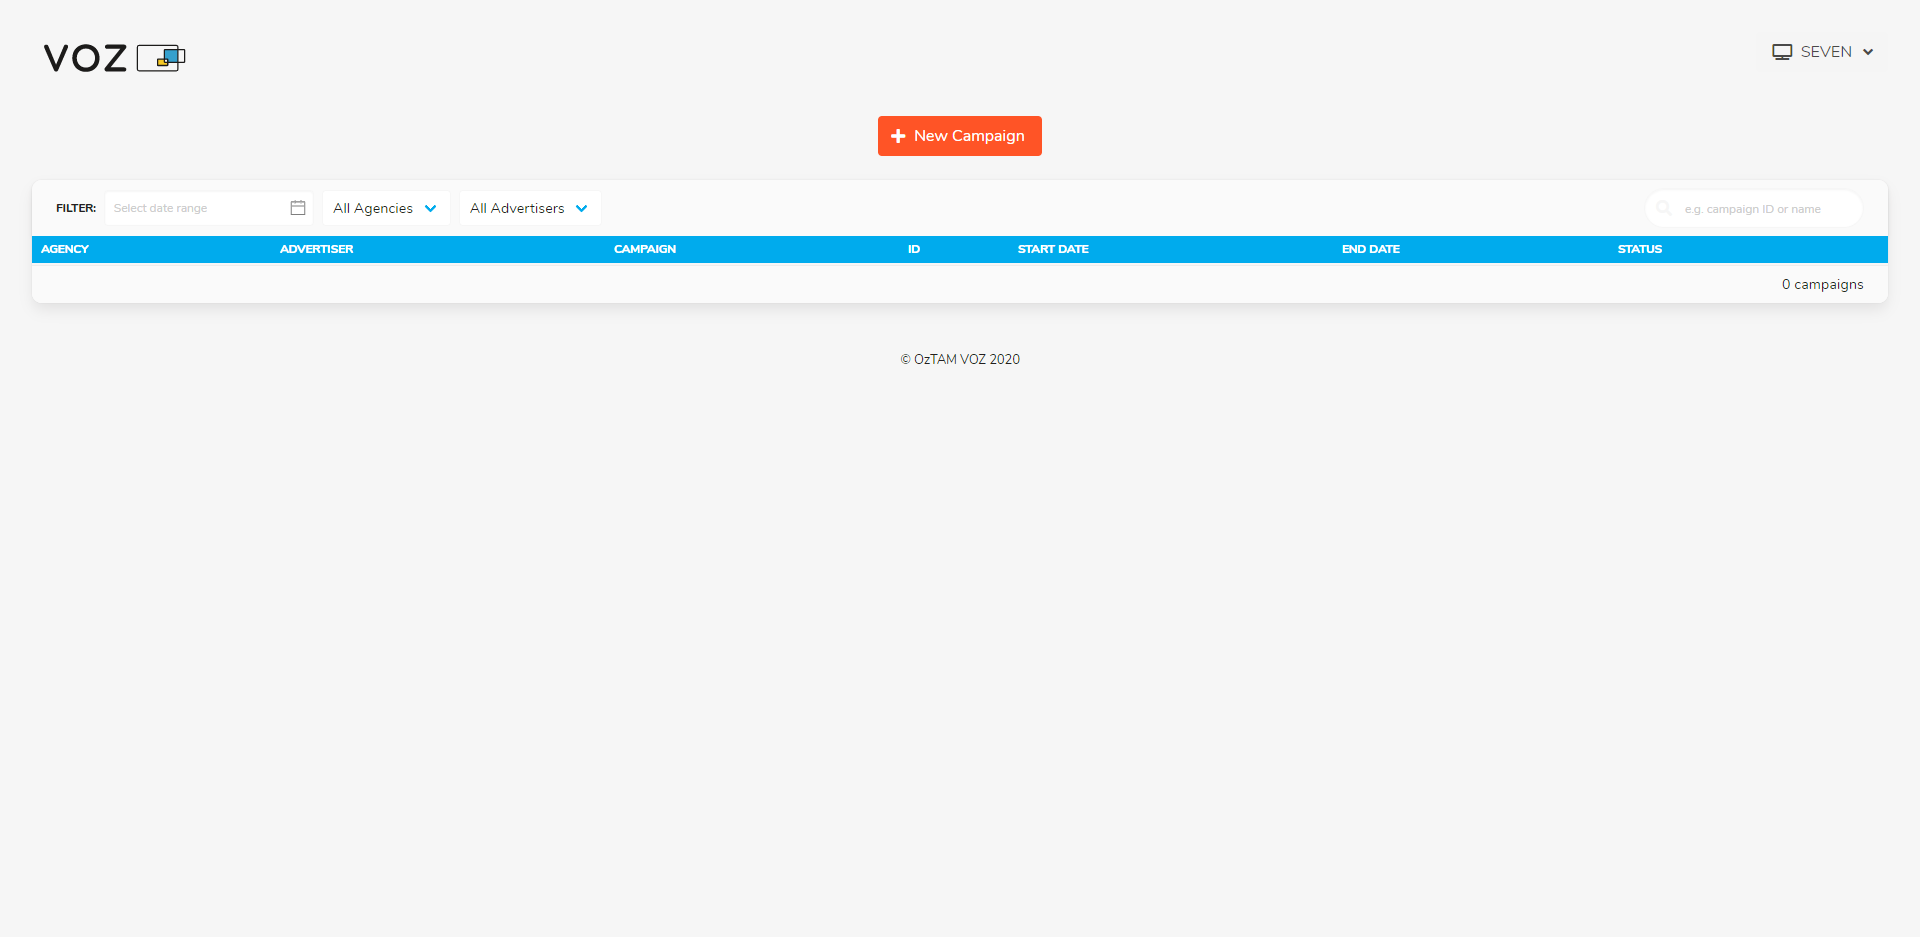 VOZ
SEVEN
New Campaign
FILTER: Select date range All Agencies All Advertisers e.g. campaign ID or name
AGENCY ADVERTISER CAMPAIGN ID START DATE END DATE STATUS
0 campaigns
© OzTAM VOZ 2020